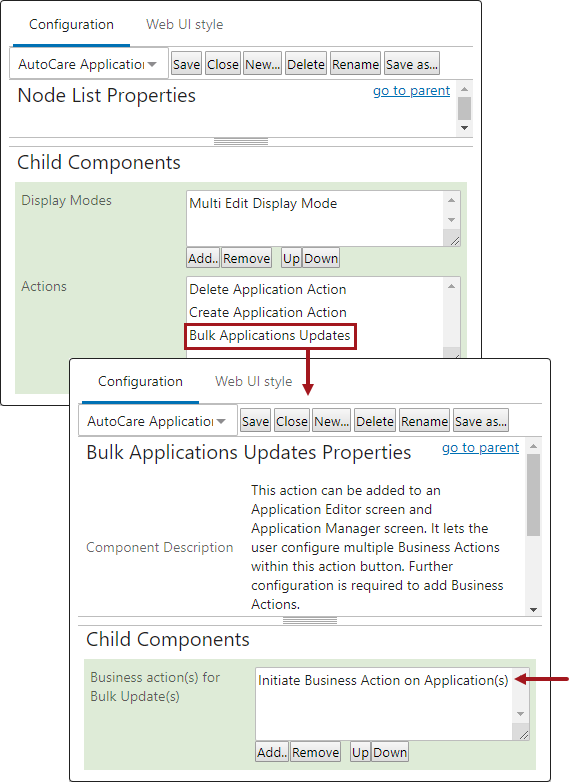 Configuration Web UI style
AutoCare Application Save Close New... Delete Rename Save as...
Node List Properties go to parent
Child Components
Display Modes Multi Edit Display Mode
Add.. Remove Up Down
Actions Delete Application Action
Create Application Action
Bulk Applications Updates
Configuration Web UI style
AutoCare Application Save Close New... Delete Rename Save as...
Bulk Applications Updates Properties go to parent
This action can be added to an
Application Editor screen and
Application Manager screen. It lets the
Component Description user configure multiple Business Actions
within this action button. Further
configuration is required to add Business
Actions.
Child Components
Business action(s) for Initiate Business Action on Application(s)
Bulk Update(s)
Add.. Remove Up Down